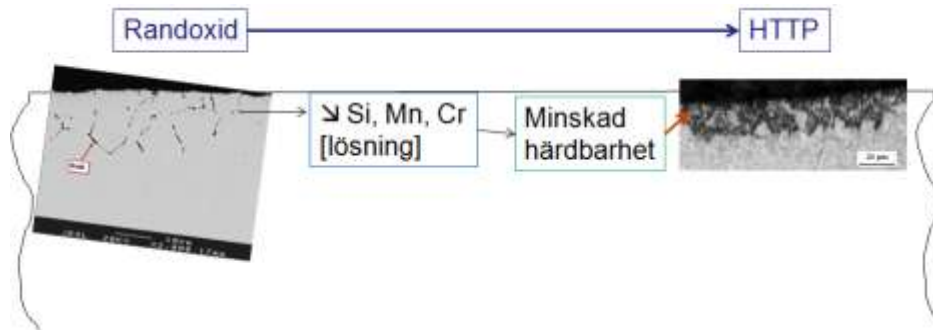 Randoxid
HTTP
↘ Si, Mn, Cr
[lösning]
Minskad
härdbarhet